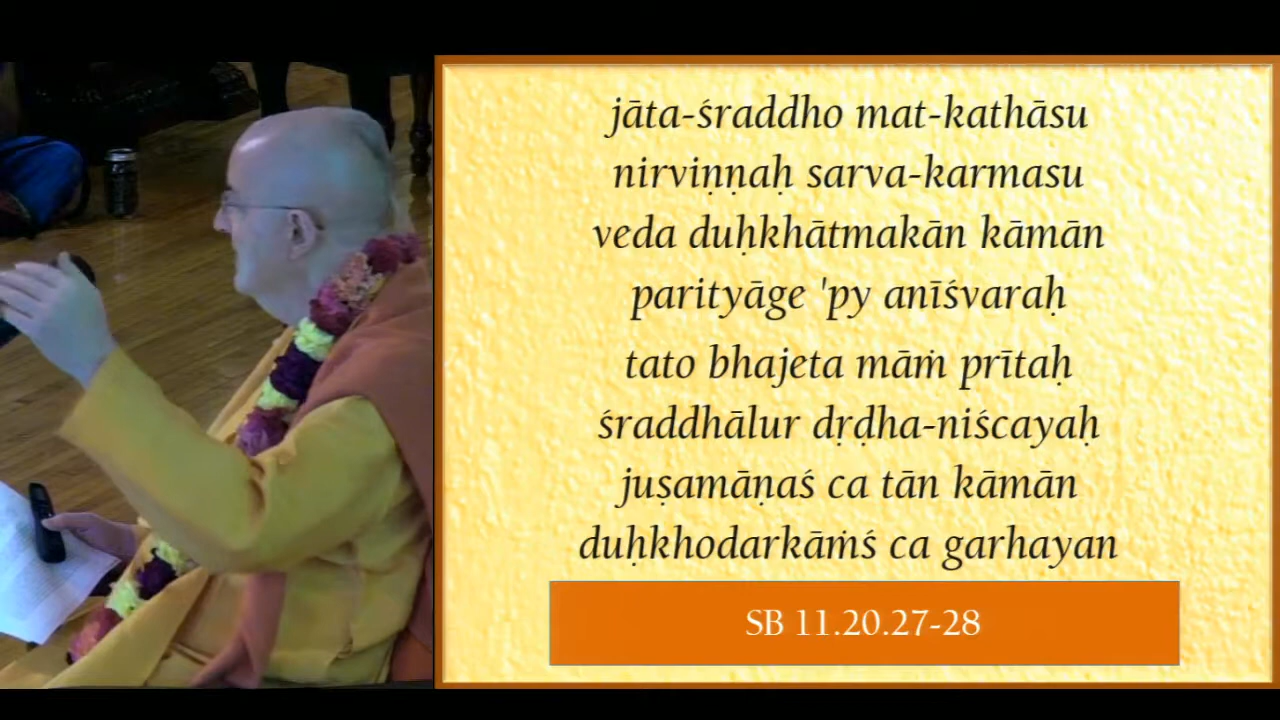 jāta-śraddho mat-kathāsu
nirviṇṇaḥ sarva-karmasu
veda duḥkhātmakān kāmān
parityāge 'py anīśvaraḥ
tato bhajeta māṁ prītaḥ
śraddhālur dṛḍha-niścayaḥ
juṣamāṇaś ca tān kāmān
duḥkhodarkāṁś ca garhayan
SB 11.20.27-28